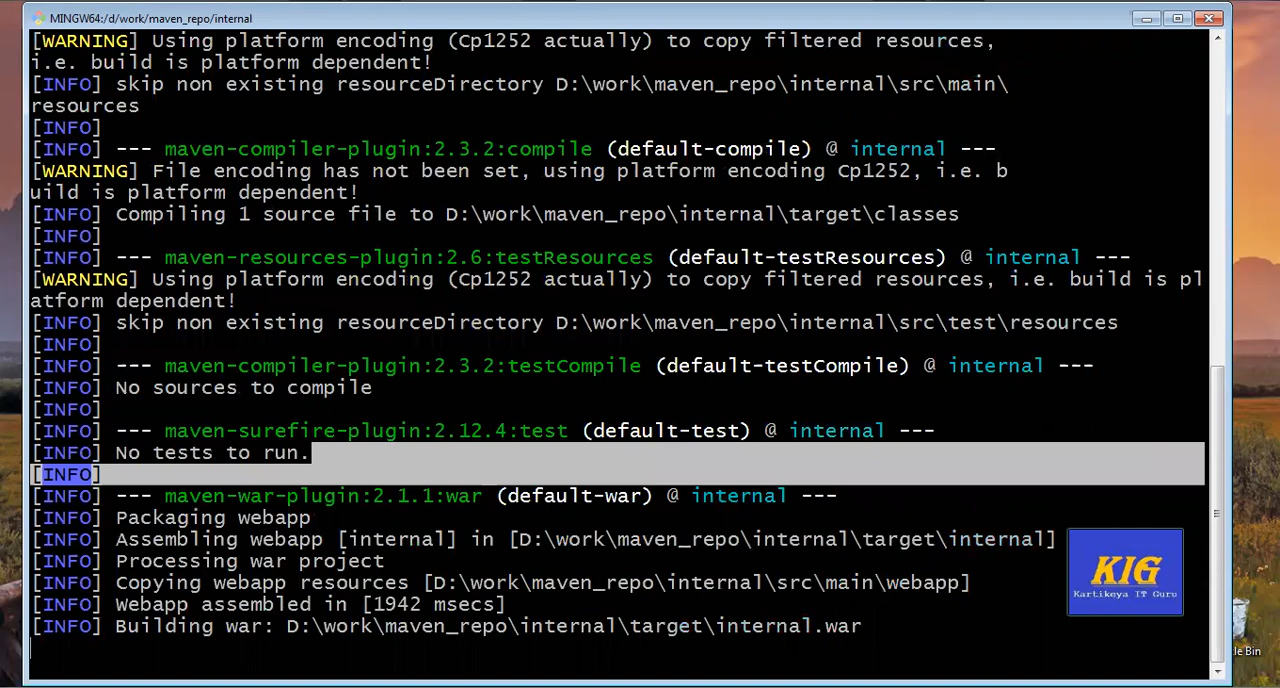 MINGW64:/d/work/maven_repo/internal
[WARNING] Using platform encoding (Cp1252 actually) to copy filtered resources,
i.e. build is platform dependent!
[INFO] skip non existing resourceDirectory D:\work\maven_repo\internal\src\main\
resources
[INFO]
[INFO] --- maven-compiler-plugin:2.3.2:compile (default-compile) @ internal ---
[WARNING] File encoding has not been set, using platform encoding Cp1252, i.e. b
uild is platform dependent!
[INFO] Compiling 1 source file to D:\work\maven_repo\internal\target\classes
[INFO]
[INFO] --- maven-resources-plugin:2.6:testResources (default-testResources) @ internal ---
[WARNING] Using platform encoding (Cp1252 actually) to copy filtered resources, i.e. build is pl
atform dependent!
[INFO] skip non existing resourceDirectory D:\work\maven_repo\internal\src\test\resources
[INFO]
[INFO] --- maven-compiler-plugin:2.3.2:testCompile (default-testCompile) @ internal ---
[INFO] No sources to compile
[INFO]
[INFO] --- maven-surefire-plugin:2.12.4:test (default-test) @ internal ---
[INFO] No tests to run.
[INFO]
[INFO] --- maven-war-plugin:2.1.1:war (default-war) @ internal ---
[INFO] Packaging webapp
[INFO] Assembling webapp [internal] in [D:\work\maven_repo\internal\target\internal]
[INFO] Processing war project
[INFO] Copying webapp resources [D:\work\maven_repo\internal\src\main\webapp]
[INFO] Webapp assembled in [1942 msecs]
[INFO] Building war: D:\work\maven_repo\internal\target\internal.war
KIG
Kartikeya IT Guru
Bin